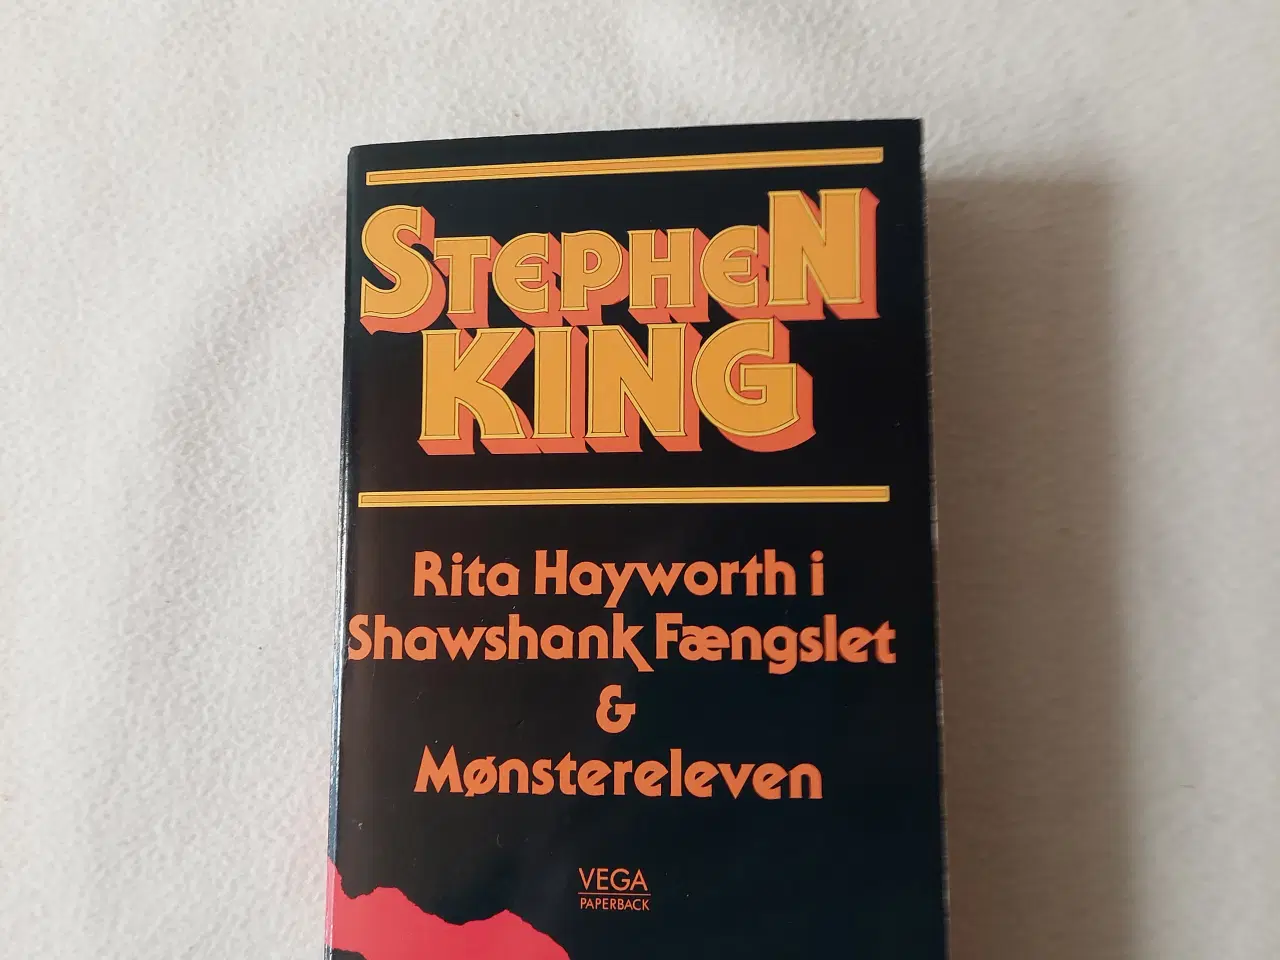 STEPHEN
KING
Rita Hayworth i
Shawshank Fængslet
&
Mønstereleven
VEGA
PAPERBACK